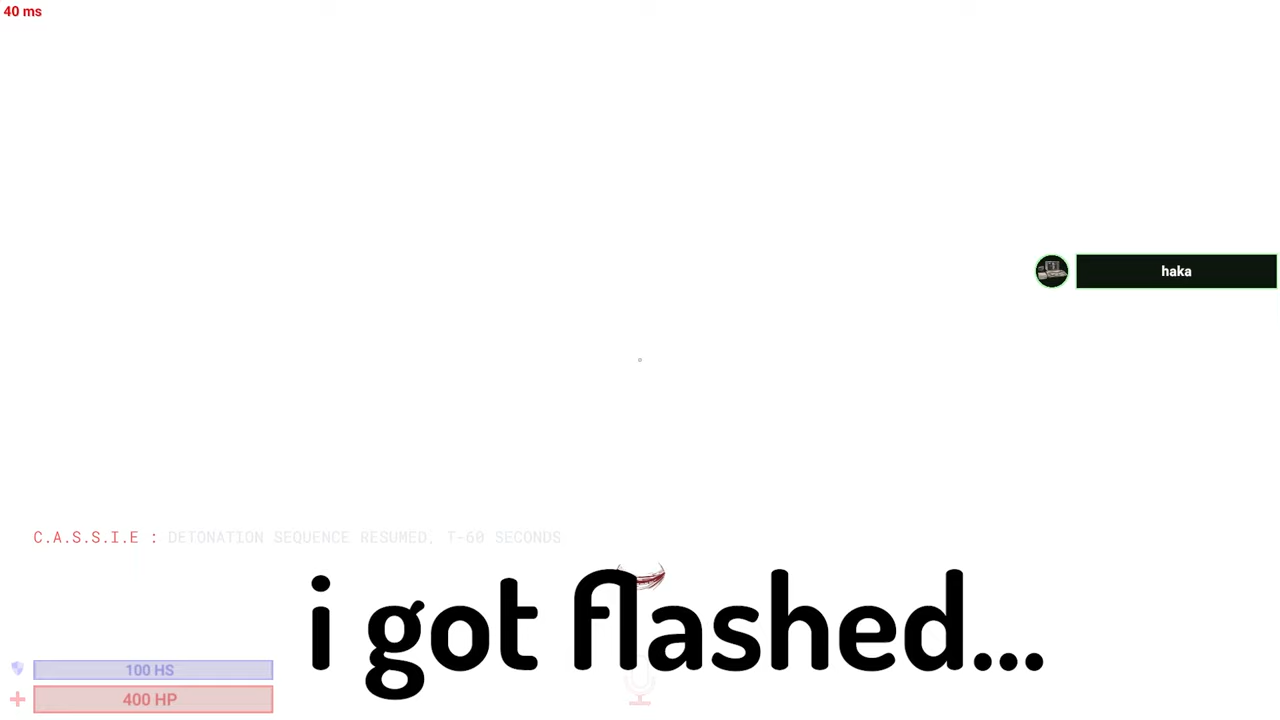 40 ms
haka
C.A.S.S.I.E : DETONATION SEQUENCE RESUMED; T-60 SECONDS
i got flashed...
100 HS
400 HP